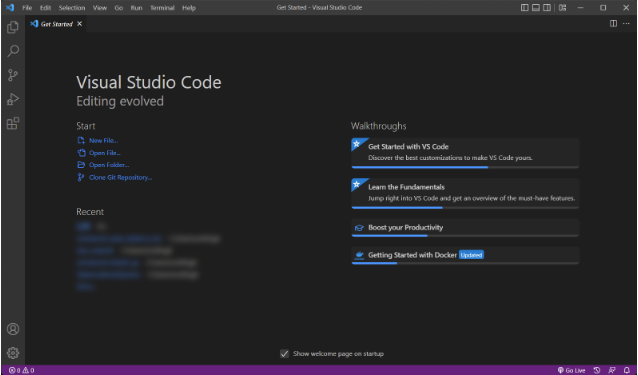 File Edit Selection View Go Run Terminal Help
Get Started - Visual Studio Code
Get Started
Visual Studio Code
Editing evolved
Start
New File...
Open File...
Open Folder...
Clone Git Repository...
Recent
Walkthroughs
Get Started with VS Code
Discover the best customizations to make VS Code yours.
Learn the Fundamentals
Jump right into VS Code and get an overview of the must-have features.
Boost your Productivity
Getting Started with Docker Updated
Show welcome page on startup
0 0
Go Live